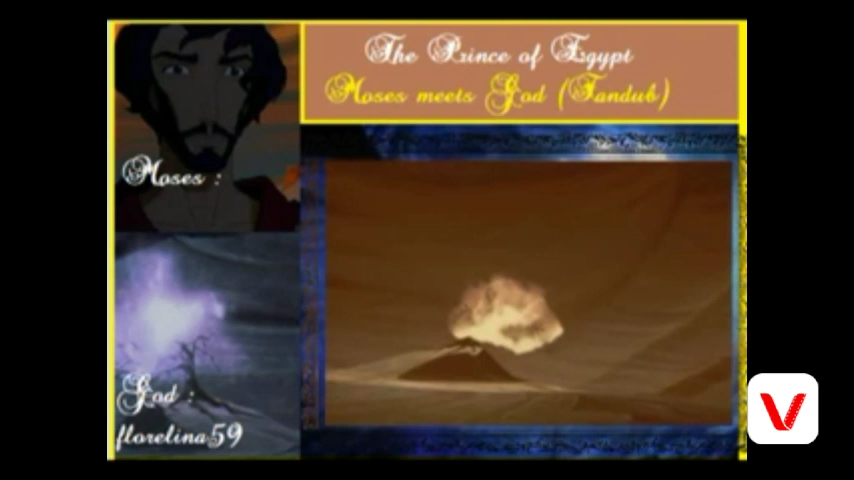 The Prince of Egypt
Moses meets God (Fandub)
Moses :
God :
florelina59